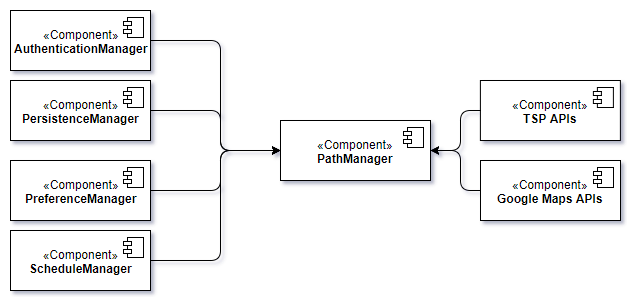 «Component»
AuthenticationManager
«Component»
PersistenceManager
«Component»
PreferenceManager
«Component»
ScheduleManager
«Component»
PathManager
«Component»
TSP APIs
«Component»
Google Maps APIs